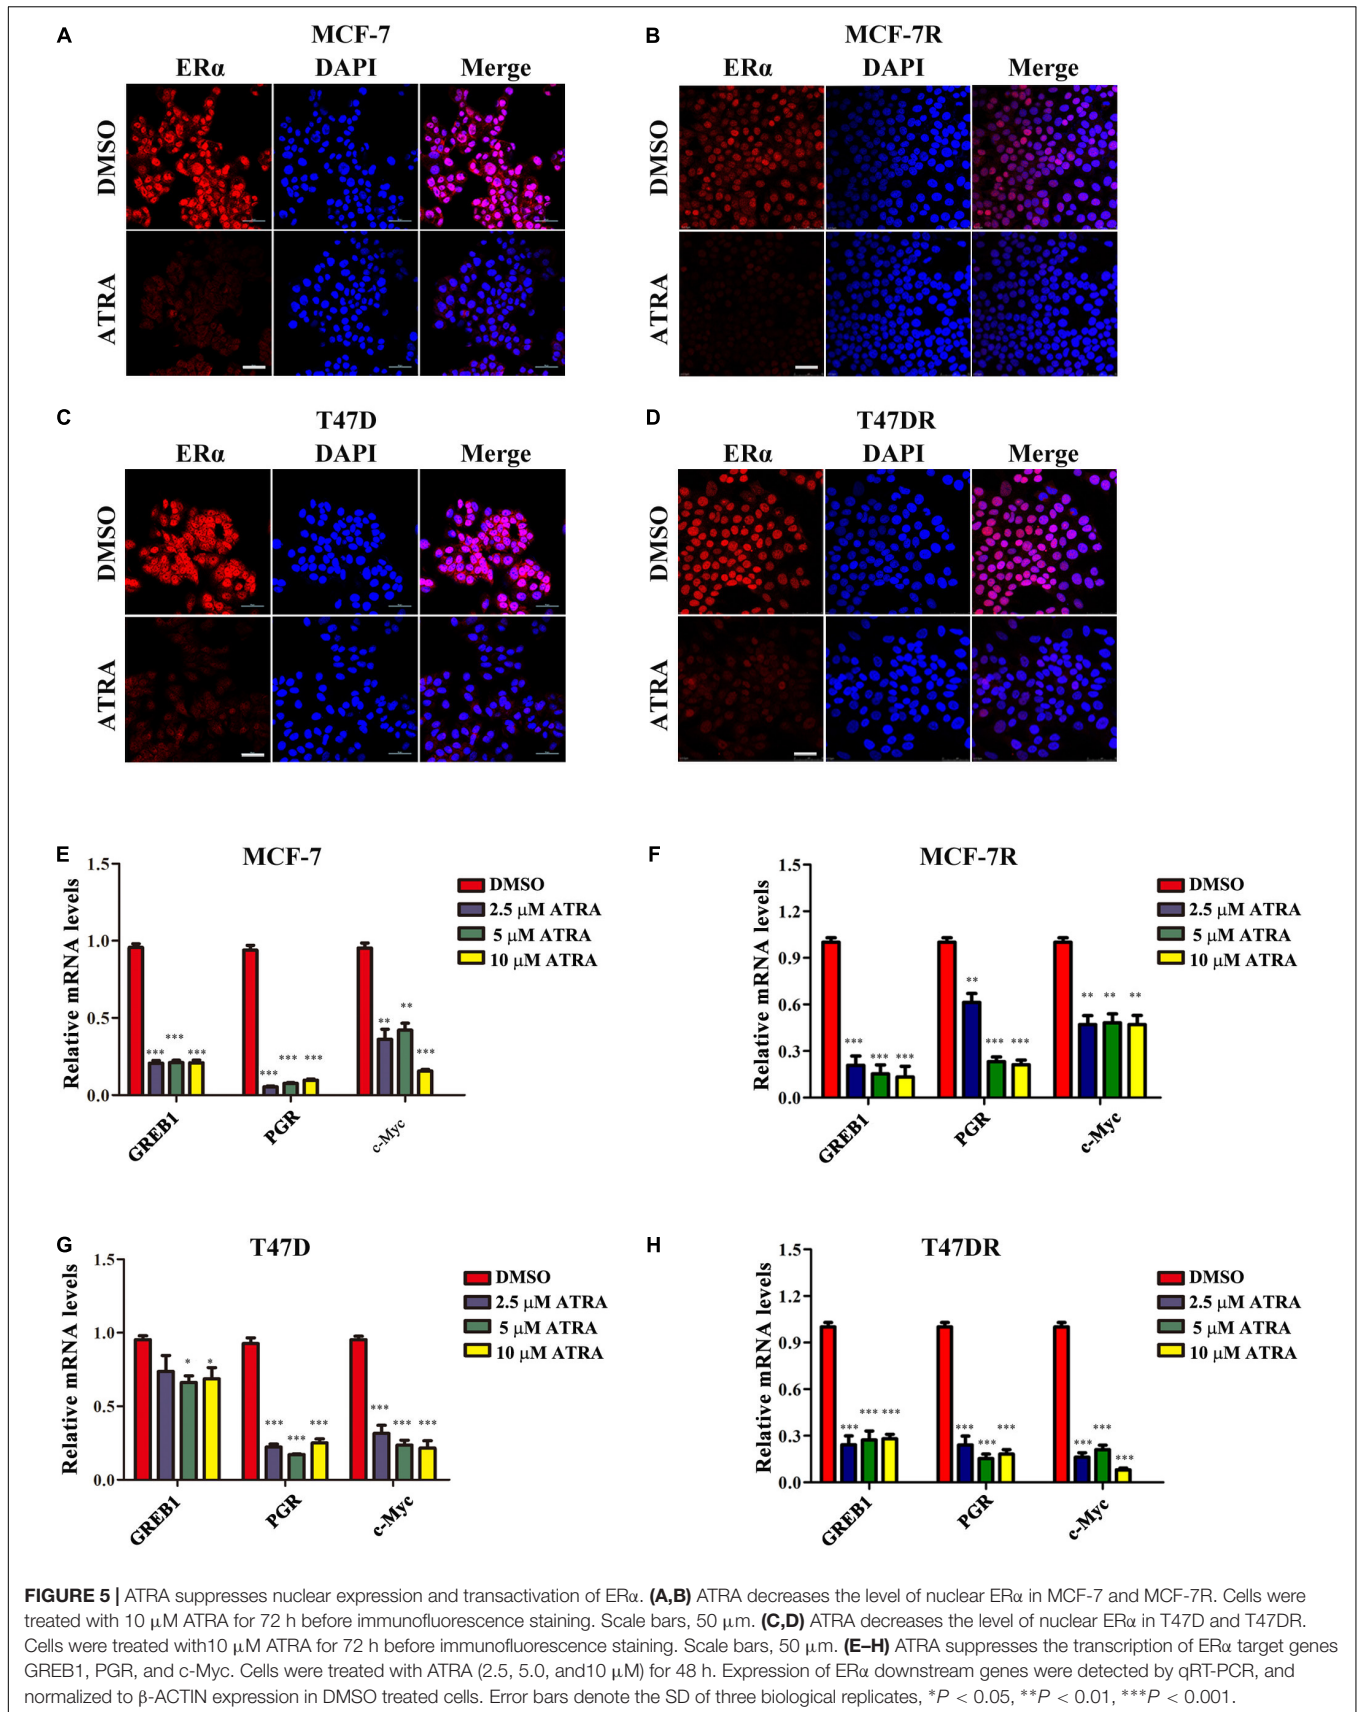 A
MCF-7
ERα DAPI Merge
DMSO
ATRA
B
MCF-7R
ERα DAPI Merge
DMSO
ATRA
C
T47D
ERα DAPI Merge
DMSO
ATRA
D
T47DR
ERα DAPI Merge
DMSO
ATRA
E
MCF-7
Relative mRNA levels
1.5
1.0
0.5
0.0
*** *** ***
*** *** ***
** ** ***
GREB1 PGR c-Myc
DMSO
2.5 μM ATRA
5 μM ATRA
10 μM ATRA
F
MCF-7R
Relative mRNA levels
1.5
1.2
0.9
0.6
0.3
0.0
*** *** ***
** *** ***
** ** **
GREB1 PGR c-Myc
DMSO
2.5 μM ATRA
5 μM ATRA
10 μM ATRA
G
T47D
Relative mRNA levels
1.5
1.0
0.5
0.0
* *
*** *** ***
*** *** ***
GREB1 PGR c-Myc
DMSO
2.5 μM ATRA
5 μM ATRA
10 μM ATRA
H
T47DR
Relative mRNA levels
1.5
1.2
0.9
0.6
0.3
0.0
*** *** ***
*** *** ***
*** *** ***
GREB1 PGR c-Myc
DMSO
2.5 μM ATRA
5 μM ATRA
10 μM ATRA
FIGURE 5 | ATRA suppresses nuclear expression and transactivation of ERα. (A,B) ATRA decreases the level of nuclear ERα in MCF-7 and MCF-7R. Cells were
treated with 10 μM ATRA for 72 h before immunofluorescence staining. Scale bars, 50 μm. (C,D) ATRA decreases the level of nuclear ERα in T47D and T47DR.
Cells were treated with10 μM ATRA for 72 h before immunofluorescence staining. Scale bars, 50 μm. (E–H) ATRA suppresses the transcription of ERα target genes
GREB1, PGR, and c-Myc. Cells were treated with ATRA (2.5, 5.0, and10 μM) for 48 h. Expression of ERα downstream genes were detected by qRT-PCR, and
normalized to β-ACTIN expression in DMSO treated cells. Error bars denote the SD of three biological replicates, *P < 0.05, **P < 0.01, ***P < 0.001.